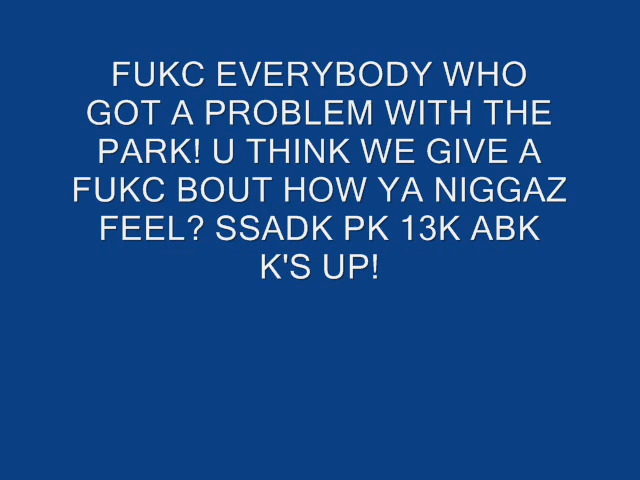 FUKC EVERYBODY WHO
GOT A PROBLEM WITH THE
PARK! U THINK WE GIVE A
FUKC BOUT HOW YA NIGGAZ
FEEL? SSADK PK 13K ABK
K'S UP!